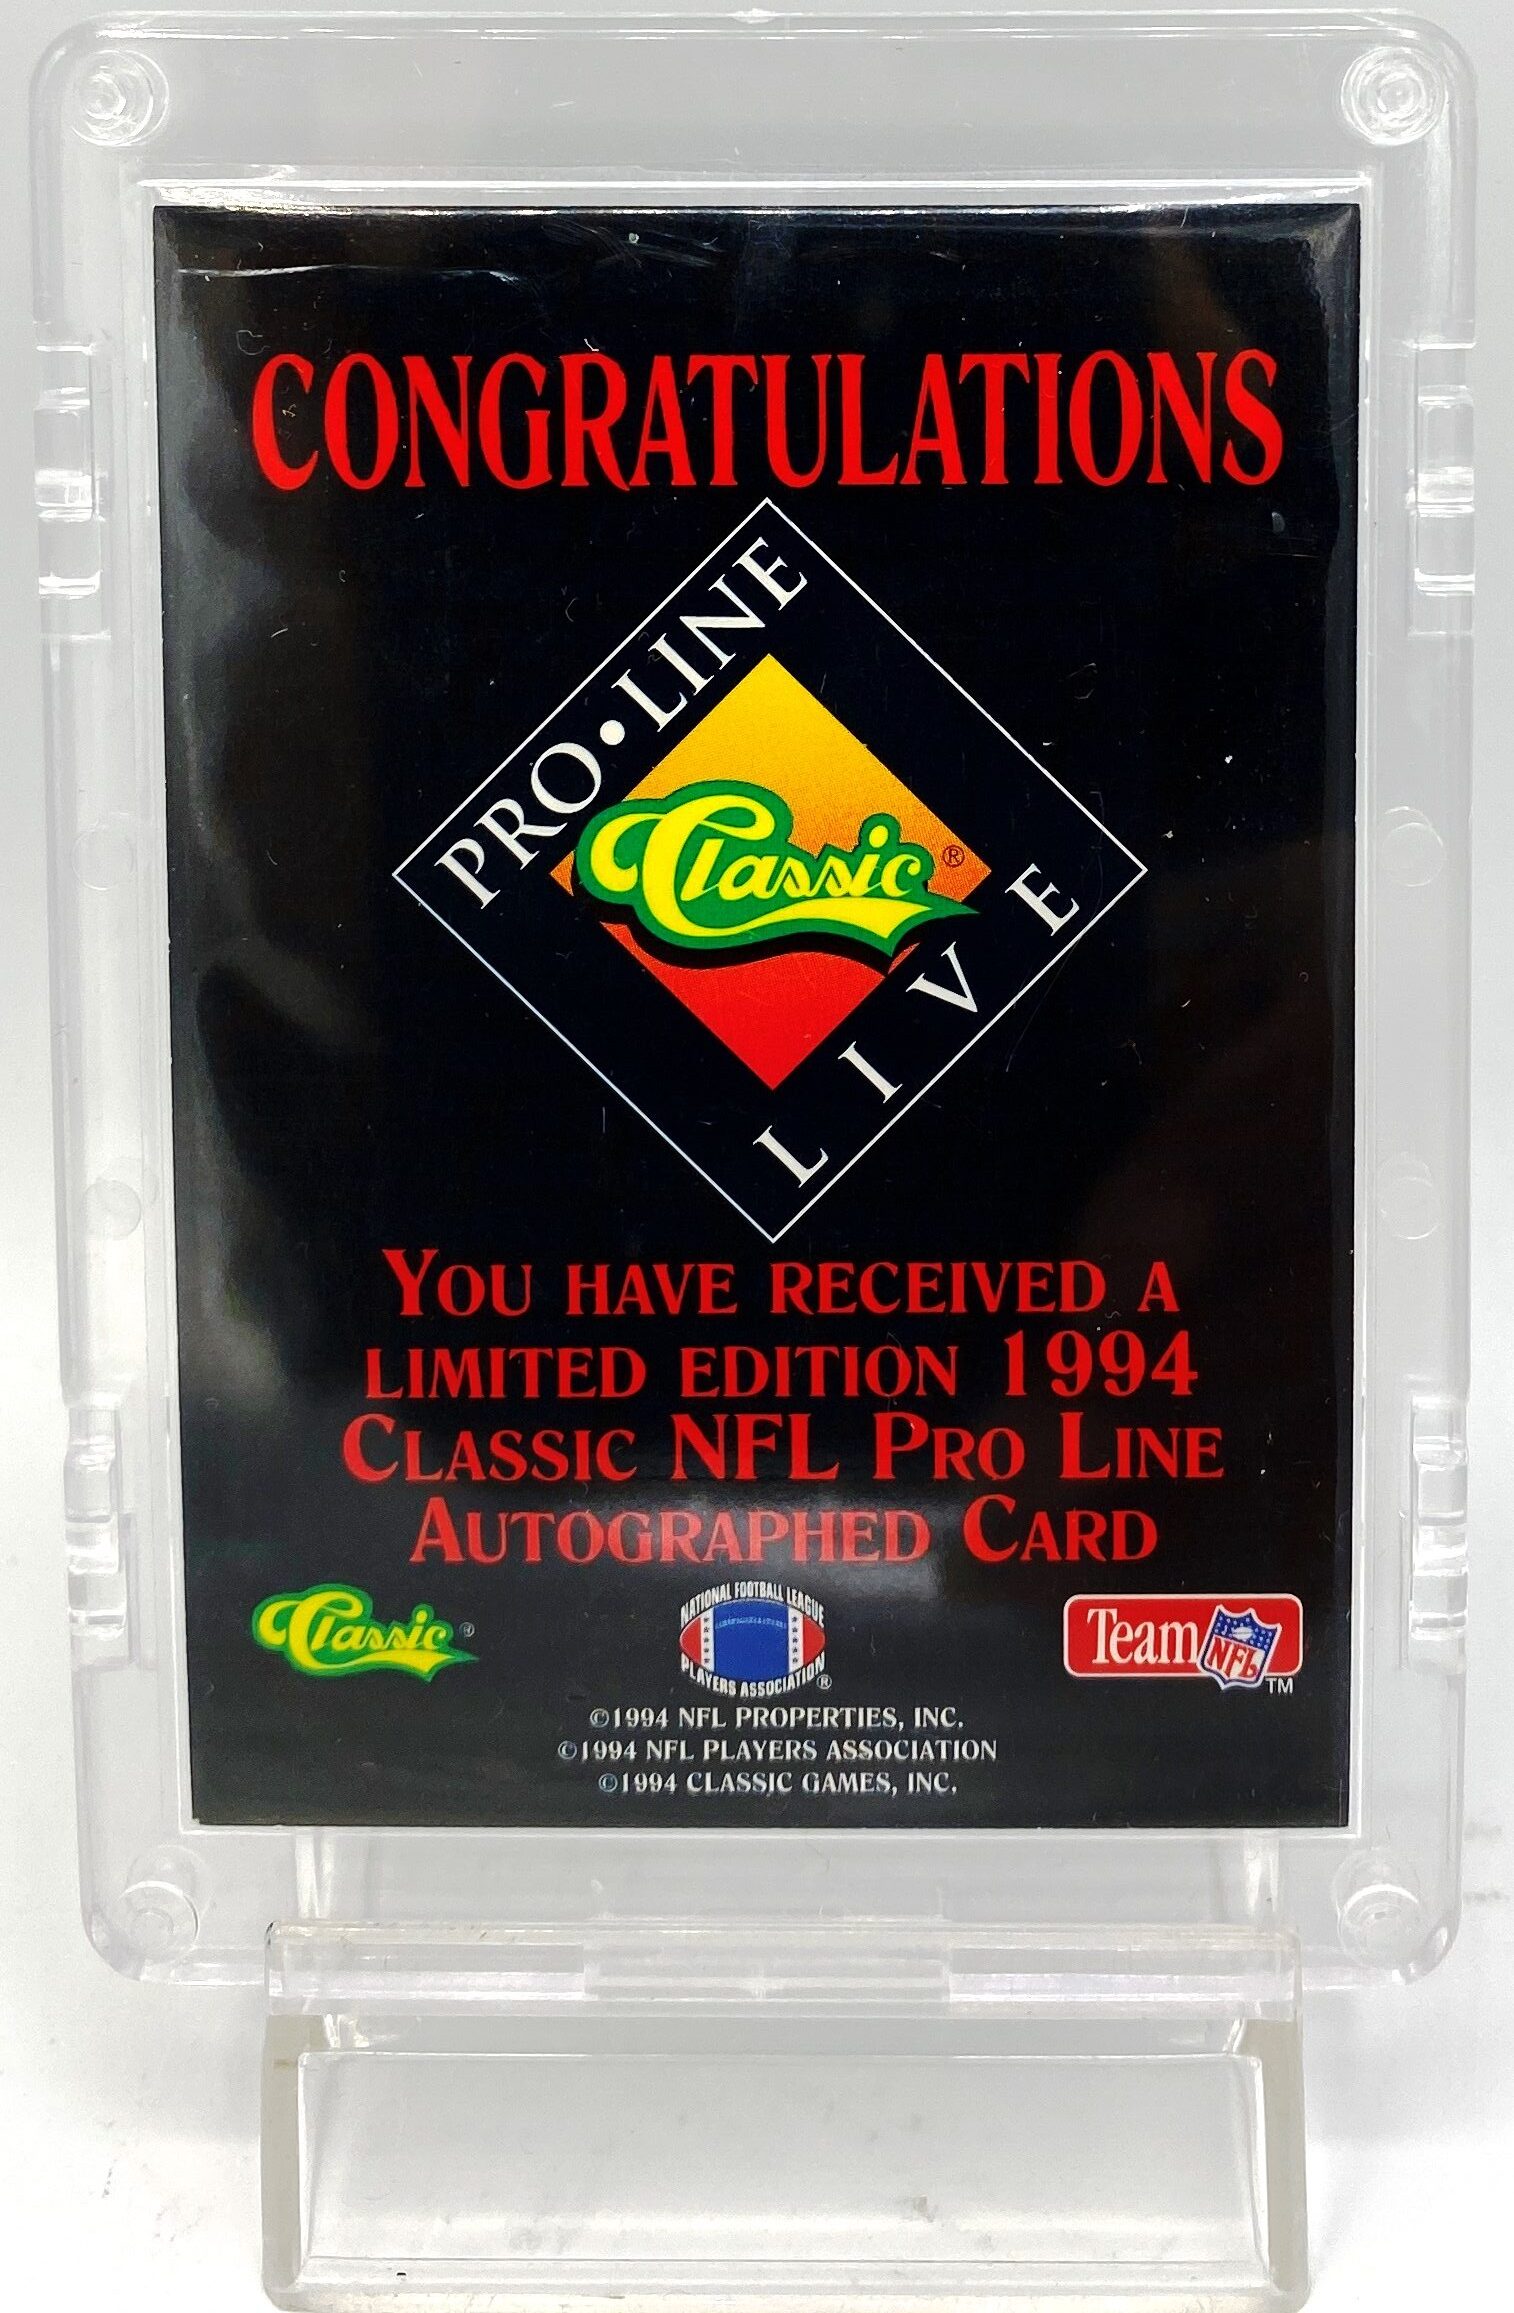 CONGRATULATIONS
PRO•LINE
Classic®
LIVE
YOU HAVE RECEIVED A
LIMITED EDITION 1994
CLASSIC NFL PRO LINE
AUTOGRAPHED CARD
Classic®
NATIONAL FOOTBALL LEAGUE
PLAYERS ASSOCIATION®
Team NFL™
©1994 NFL PROPERTIES, INC.
©1994 NFL PLAYERS ASSOCIATION
©1994 CLASSIC GAMES, INC.